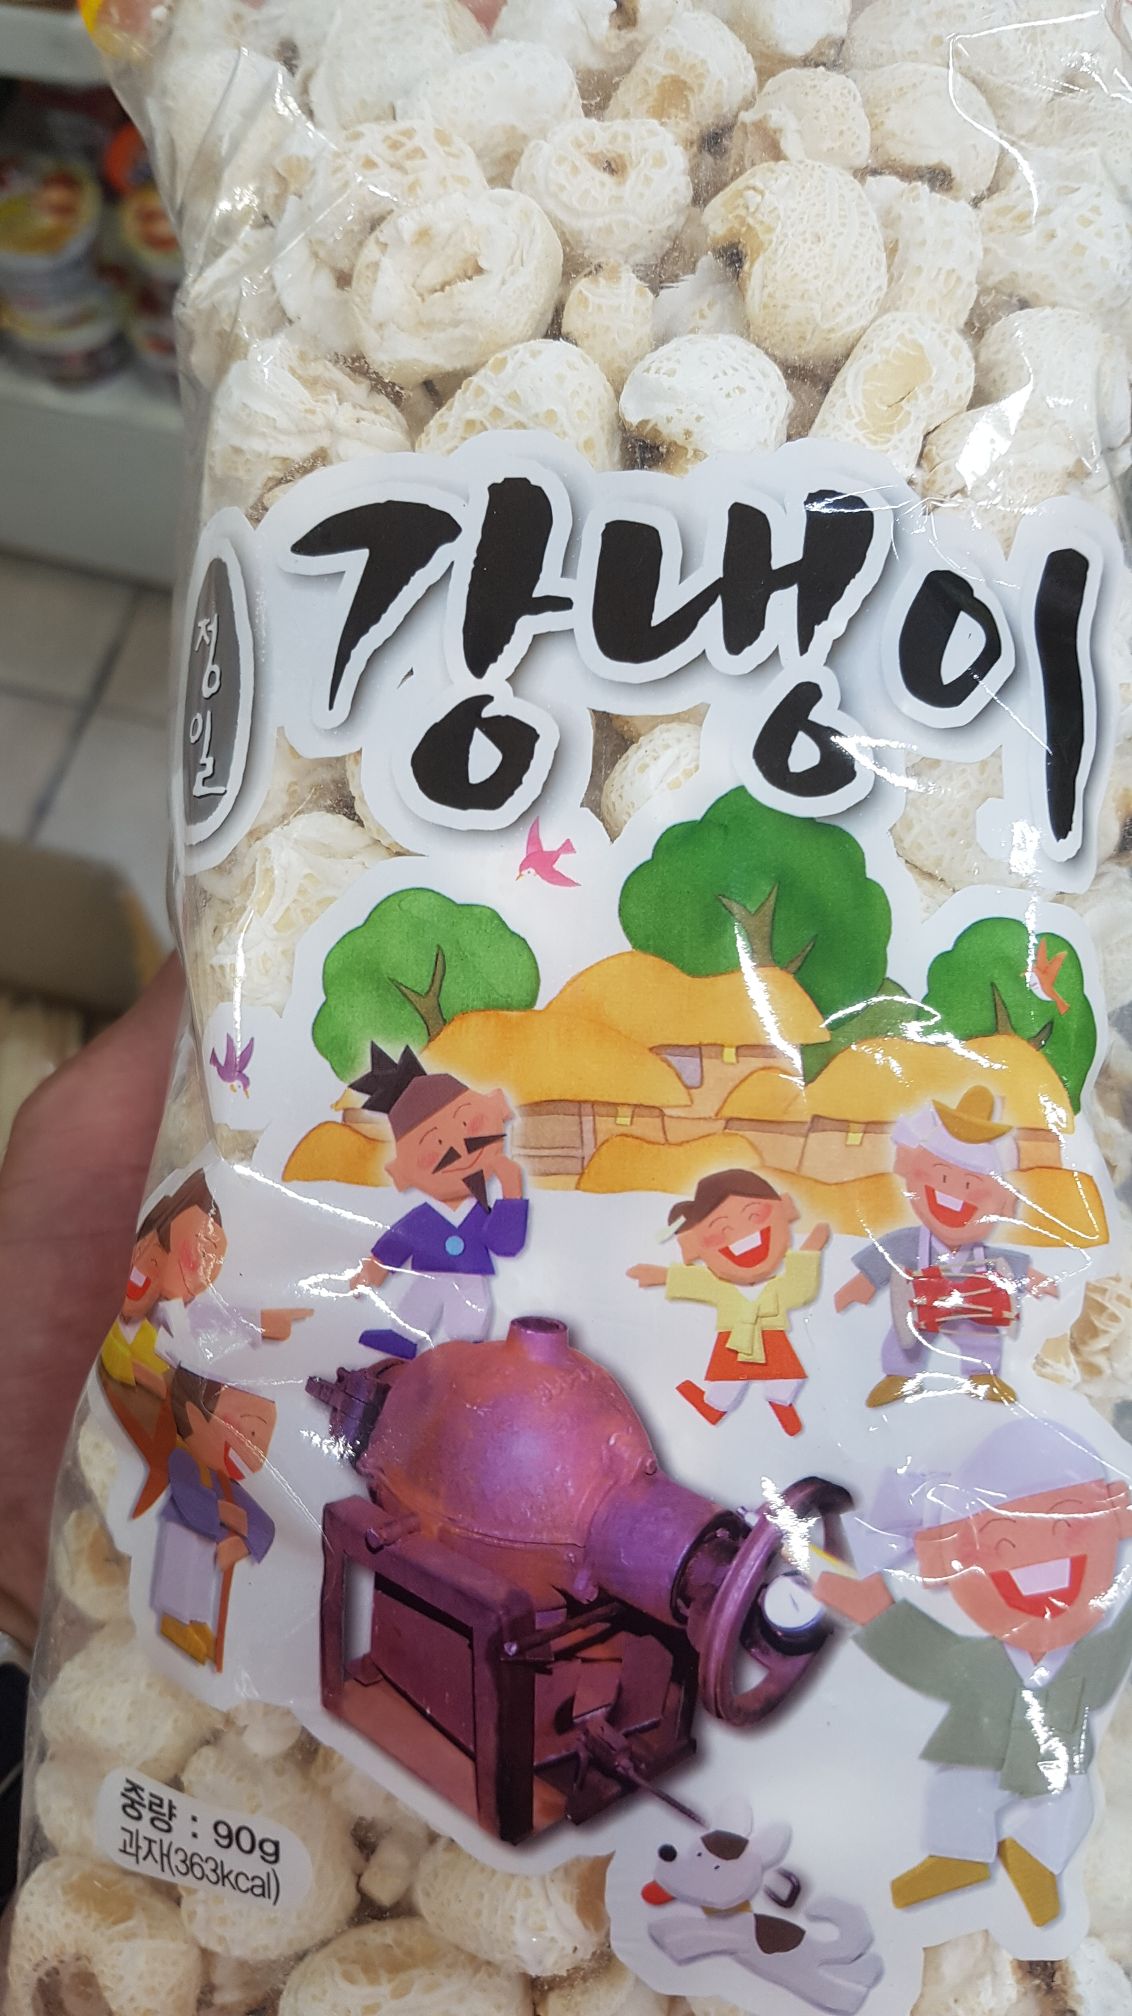 정일
강냉이
중량 : 90g
과자(363kcal)